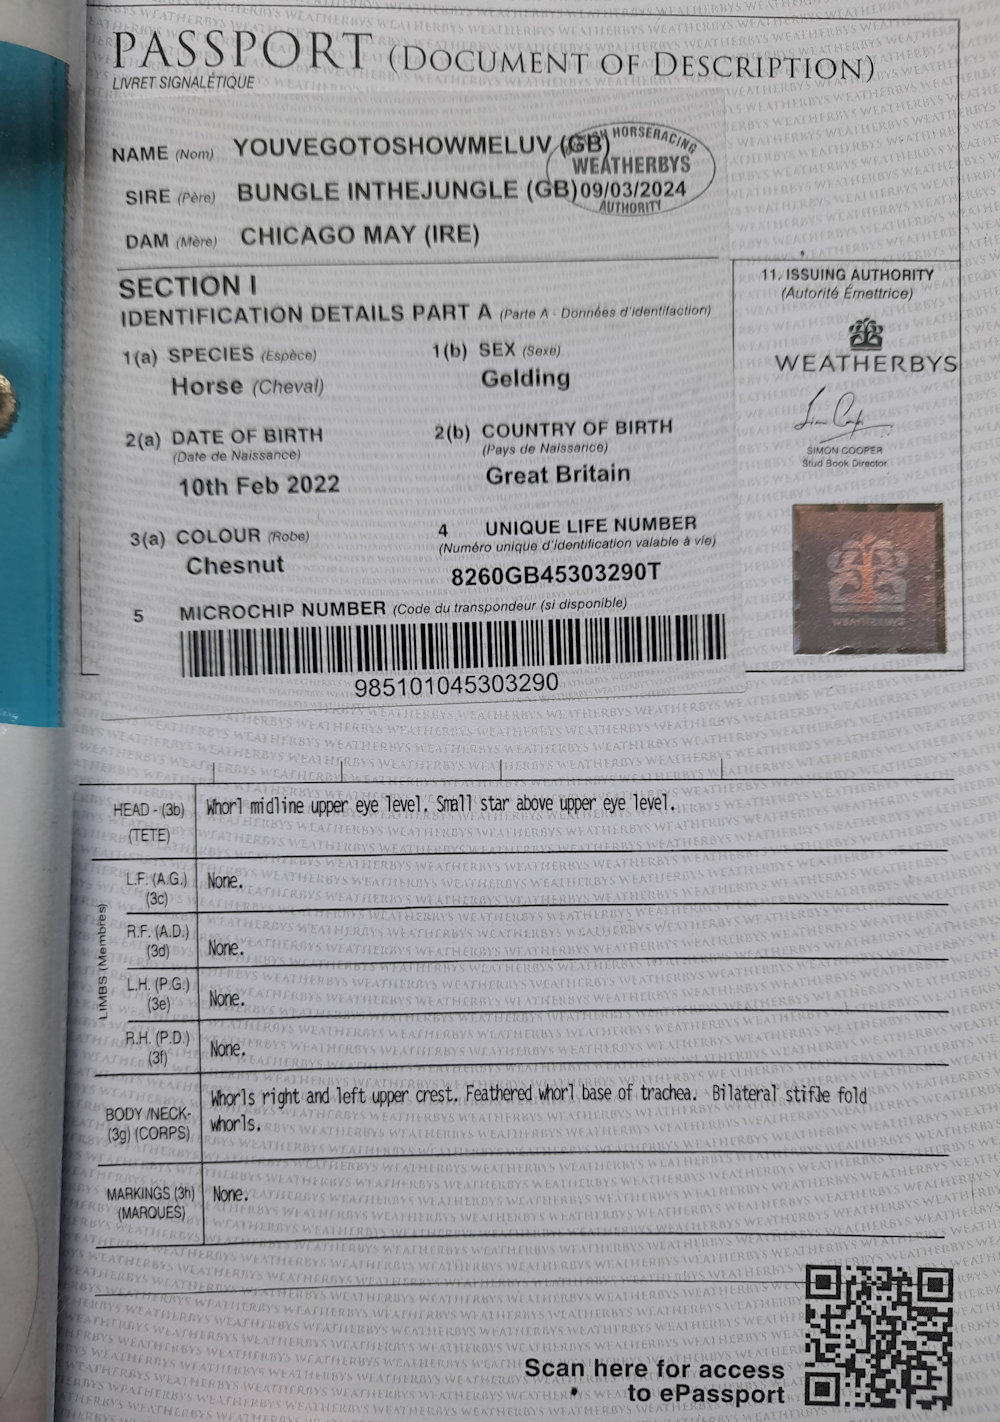 PASSPORT (DOCUMENT OF DESCRIPTION)
LIVRET SIGNALÉTIQUE
NAME (Nom) YOUVEGOTOSHOWMELUV (GB)
SIRE (Père) BUNGLE INTHEJUNGLE (GB)
DAM (Mère) CHICAGO MAY (IRE)
HORSERACING
WEATHERBYS
09/03/2024
AUTHORITY
SECTION I
IDENTIFICATION DETAILS PART A (Parte A - Données d'identifaction)
1(a) SPECIES (Espèce)
Horse (Cheval)
1(b) SEX (Sexe)
Gelding
2(a) DATE OF BIRTH
(Date de Naissance)
10th Feb 2022
2(b) COUNTRY OF BIRTH
(Pays de Naissance)
Great Britain
3(a) COLOUR (Robe)
Chesnut
4 UNIQUE LIFE NUMBER
(Numéro unique d'identification valable à vie)
8260GB45303290T
5 MICROCHIP NUMBER (Code du transpondeur (si disponible)
985101045303290
11. ISSUING AUTHORITY
(Autorité Émettrice)
WEATHERBYS
SIMON COOPER
Stud Book Director
WEATHERBYS
HEAD - (3b)
(TETE)
Whorl midline upper eye level. Small star above upper eye level.
LIMBS (Membres)
L.F. (A.G.)
(3c)
None.
R.F. (A.D.)
(3d)
None.
L.H. (P.G.)
(3e)
None.
R.H. (P.D.)
(3f)
None.
BODY /NECK-
(3g) (CORPS)
Whorls right and left upper crest. Feathered whorl base of trachea. Bilateral stifle fold
whorls.
MARKINGS (3h)
(MARQUES)
None.
Scan here for access
to ePassport